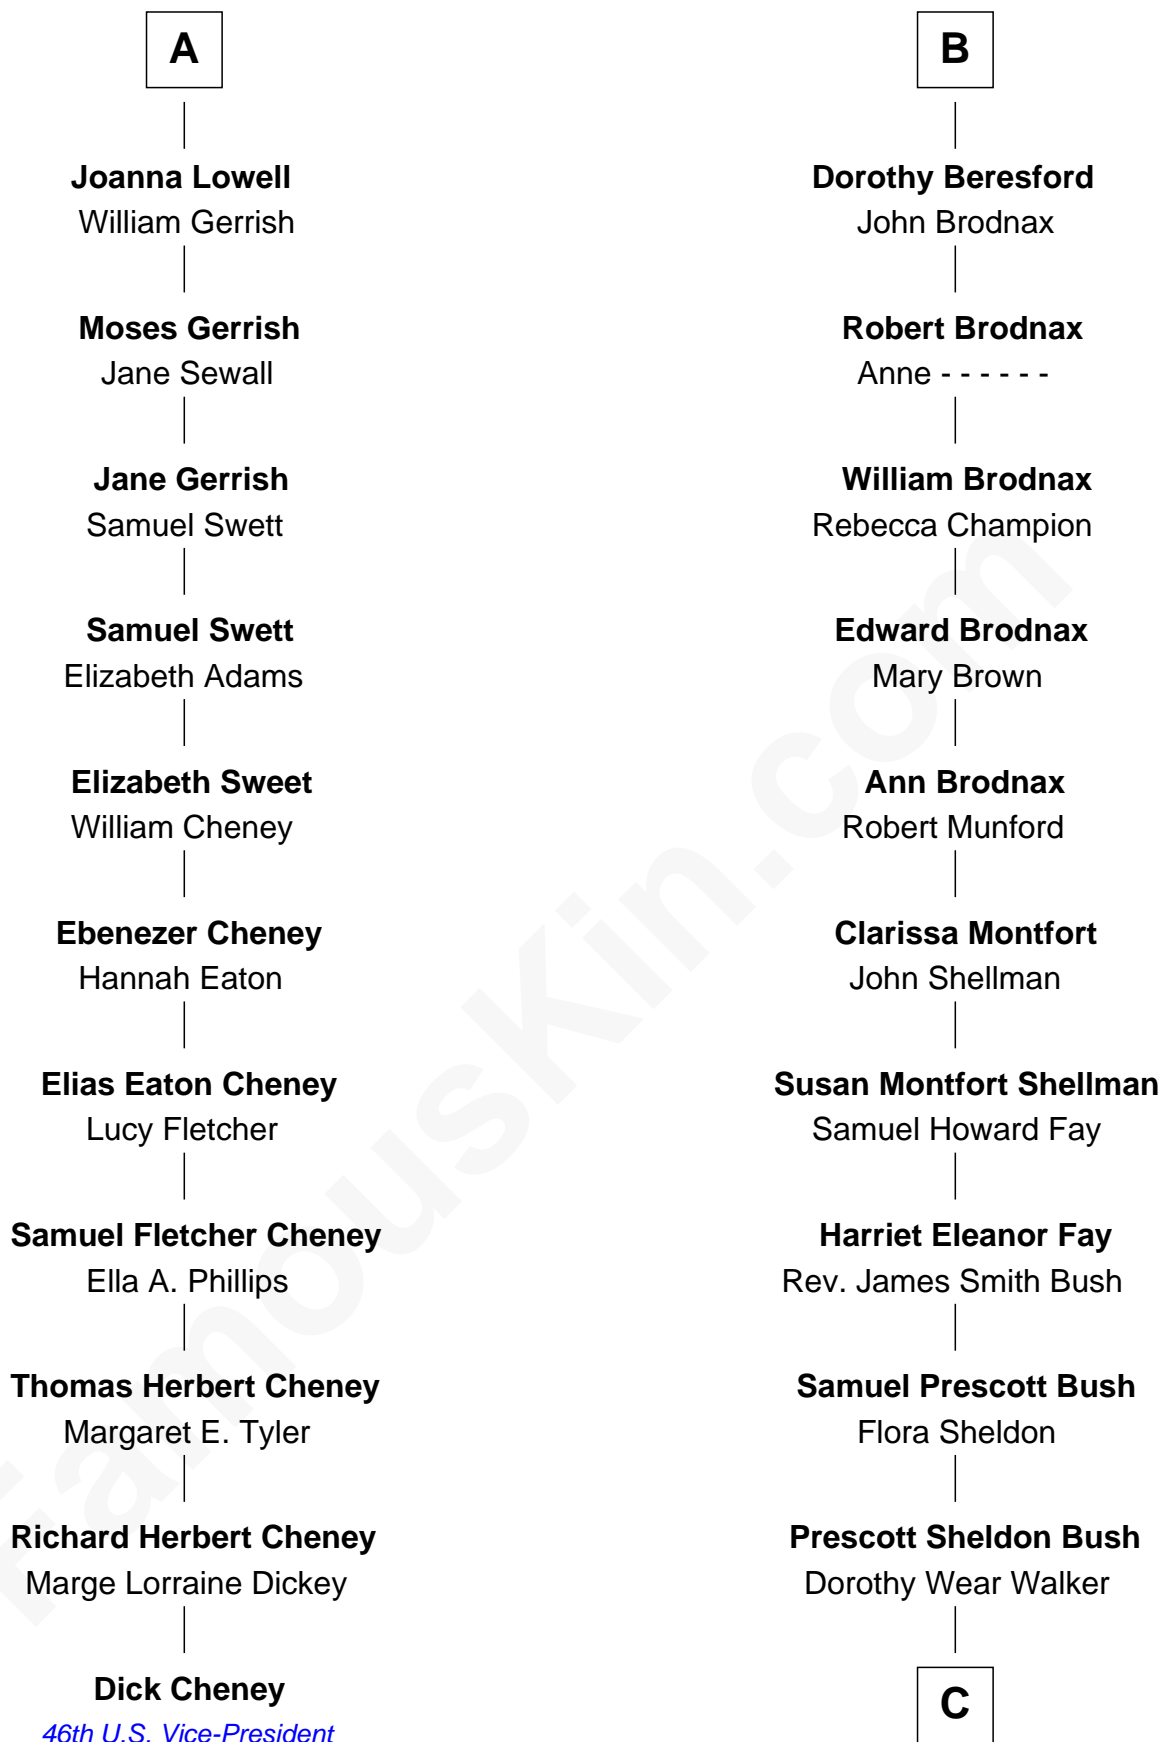 A
Joanna Lowell
William Gerrish
Moses Gerrish
Jane Sewall
Jane Gerrish
Samuel Swett
Samuel Swett
Elizabeth Adams
Elizabeth Sweet
William Cheney
Ebenezer Cheney
Hannah Eaton
Elias Eaton Cheney
Lucy Fletcher
Samuel Fletcher Cheney
Ella A. Phillips
Thomas Herbert Cheney
Margaret E. Tyler
Richard Herbert Cheney
Marge Lorraine Dickey
Dick Cheney
46th U.S. Vice-President
B
Dorothy Beresford
John Brodnax
Robert Brodnax
Anne - - - - - -
William Brodnax
Rebecca Champion
Edward Brodnax
Mary Brown
Ann Brodnax
Robert Munford
Clarissa Montfort
John Shellman
Susan Montfort Shellman
Samuel Howard Fay
Harriet Eleanor Fay
Rev. James Smith Bush
Samuel Prescott Bush
Flora Sheldon
Prescott Sheldon Bush
Dorothy Wear Walker
C
FamousKin.com